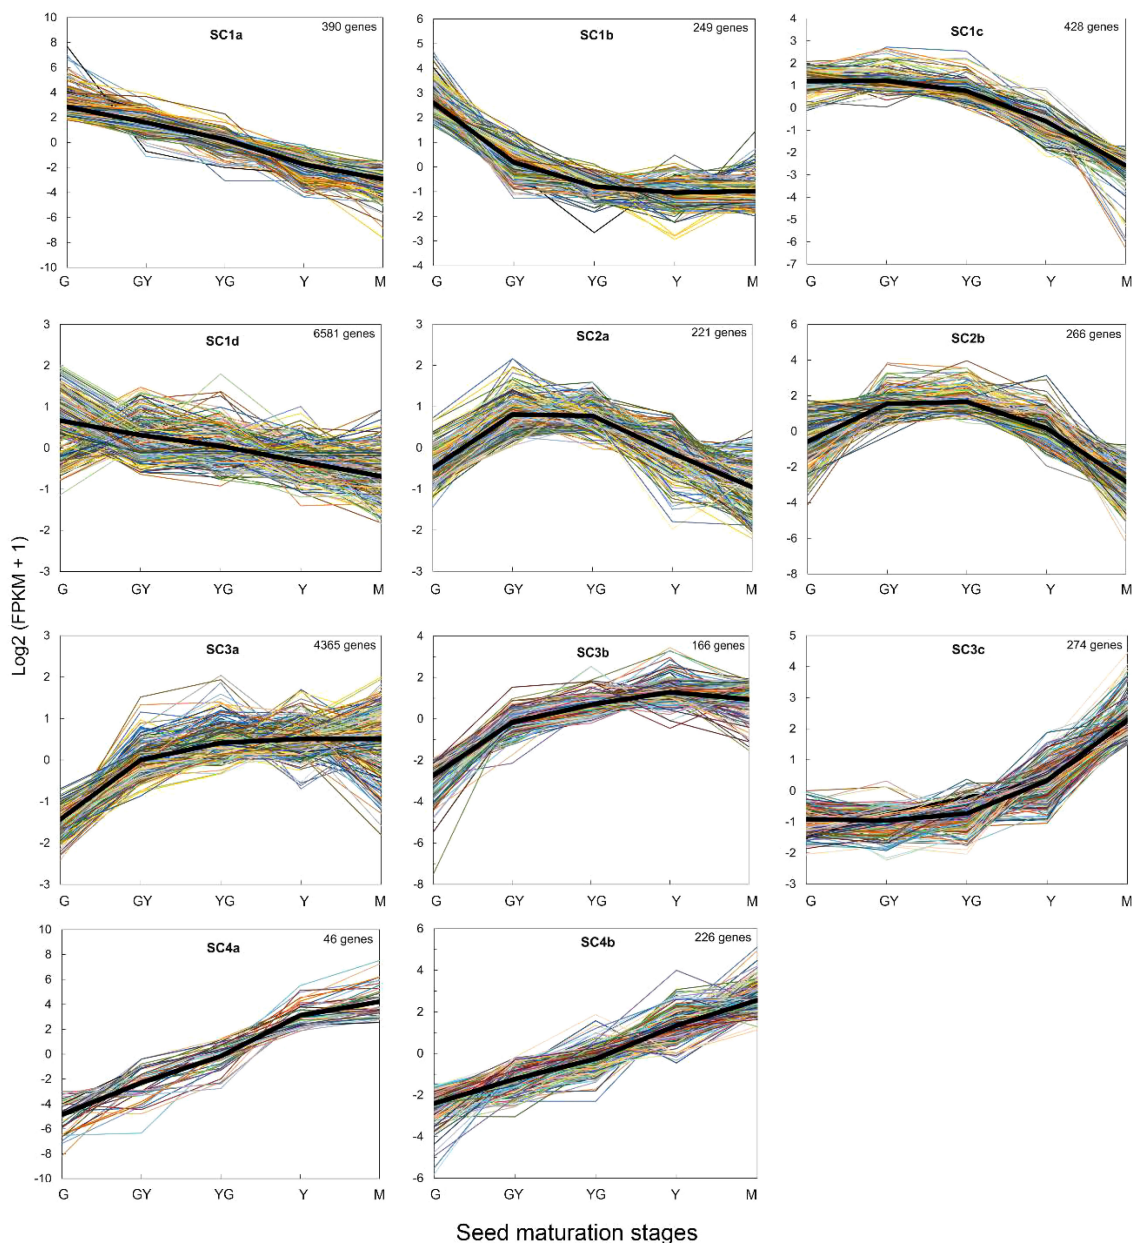 SC1a
390 genes
10
8
6
4
2
0
-2
-4
-6
-8
-10
G GY YG Y M
SC1b
249 genes
6
5
4
3
2
1
0
-1
-2
-3
-4
G GY YG Y M
SC1c
428 genes
4
3
2
1
0
-1
-2
-3
-4
-5
-6
-7
G GY YG Y M
SC1d
6581 genes
3
2
1
0
-1
-2
-3
G GY YG Y M
SC2a
221 genes
3
2
1
0
-1
-2
-3
G GY YG Y M
SC2b
266 genes
6
4
2
0
-2
-4
-6
-8
G GY YG Y M
Log2 (FPKM + 1)
SC3a
4365 genes
3
2
1
0
-1
-2
-3
G GY YG Y M
SC3b
166 genes
4
2
0
-2
-4
-6
-8
G GY YG Y M
SC3c
274 genes
5
4
3
2
1
0
-1
-2
-3
G GY YG Y M
SC4a
46 genes
10
8
6
4
2
0
-2
-4
-6
-8
-10
G GY YG Y M
SC4b
226 genes
6
4
2
0
-2
-4
-6
G GY YG Y M
Seed maturation stages